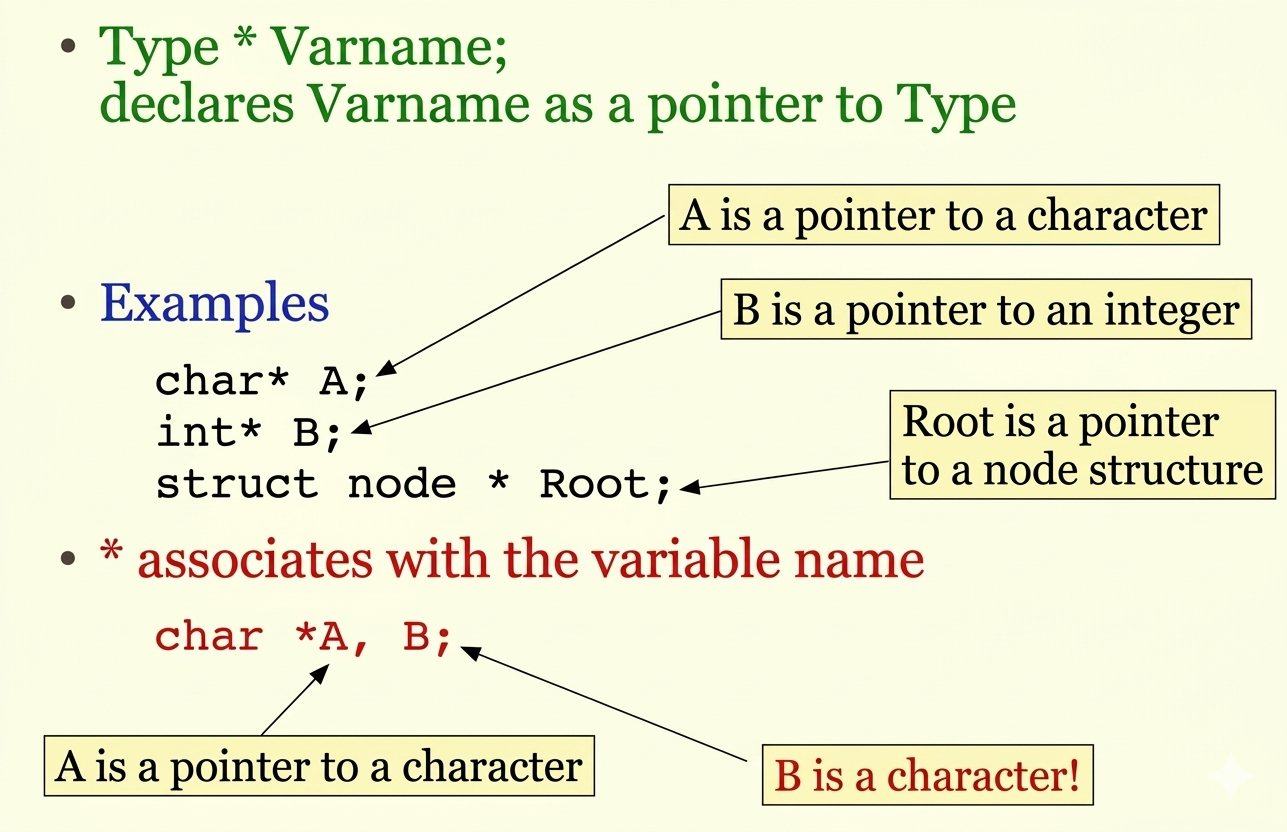 • Type * Varname;
declares Varname as a pointer to Type
A is a pointer to a character
B is a pointer to an integer
• Examples
char* A;
int* B;
struct node * Root;
Root is a pointer
to a node structure
• * associates with the variable name
char *A, B;
A is a pointer to a character
B is a character!